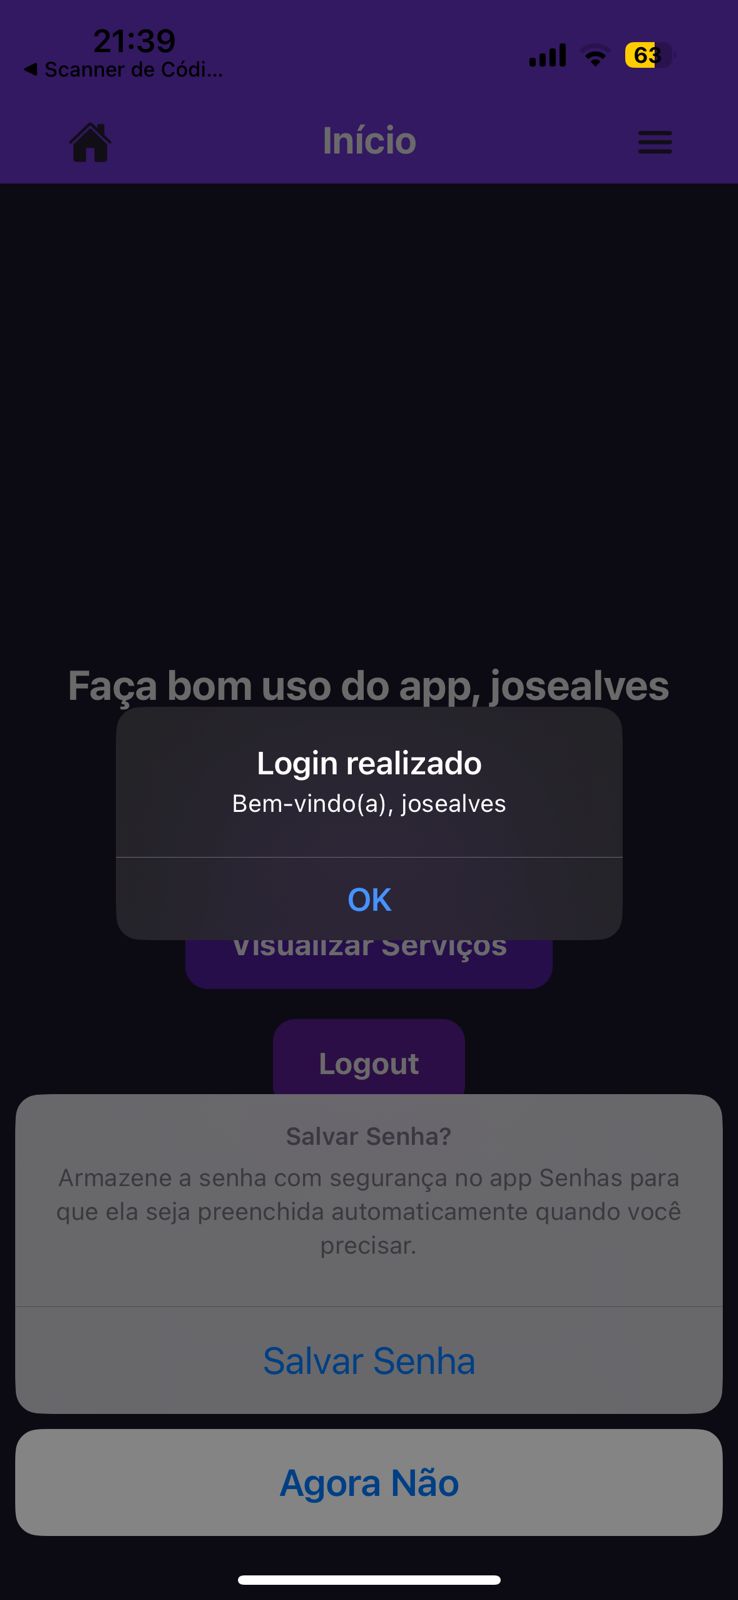 21:39
◀ Scanner de Códi...
63
Início
Faça bom uso do app, josealves
Login realizado
Bem-vindo(a), josealves
OK
Visualizar Serviços
Logout
Salvar Senha?
Armazene a senha com segurança no app Senhas para
que ela seja preenchida automaticamente quando você
precisar.
Salvar Senha
Agora Não